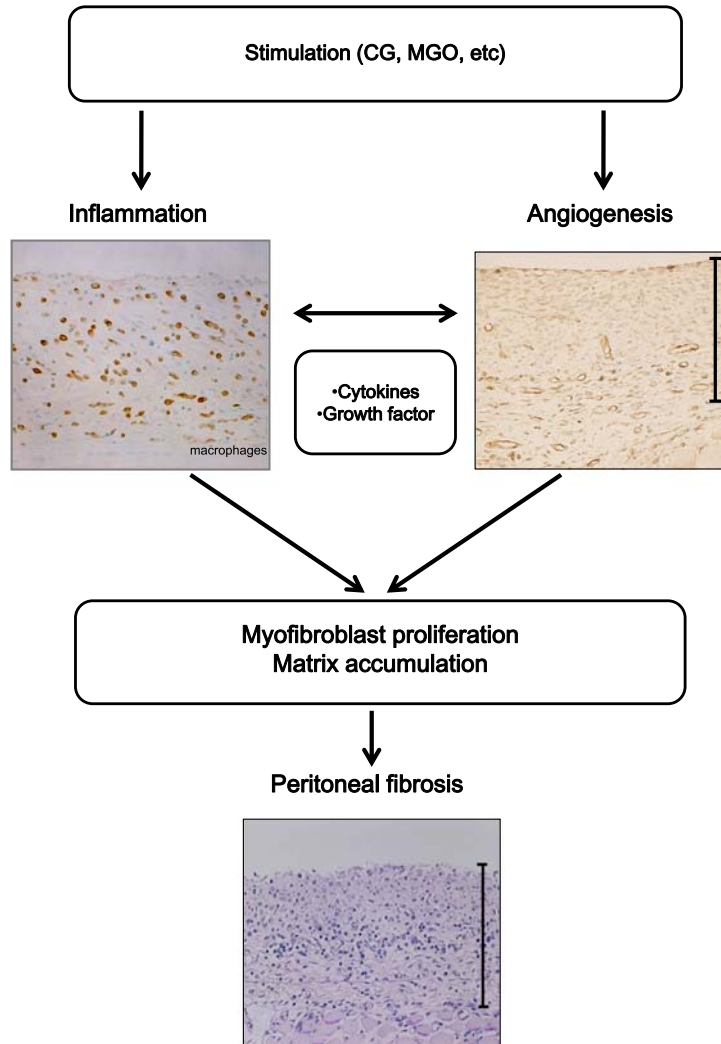 Stimulation (CG, MGO, etc)
Inflammation
Angiogenesis
macrophages
•Cytokines
•Growth factor
Myofibroblast proliferation
Matrix accumulation
Peritoneal fibrosis